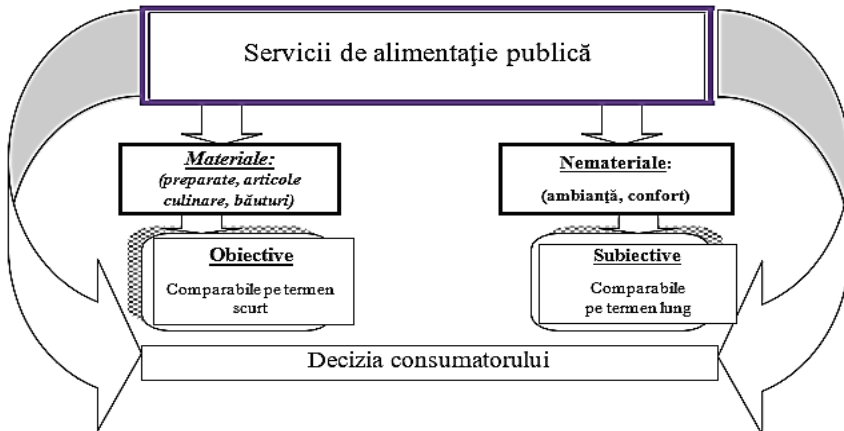 Servicii de alimentaţie publică
Materiale:
(preparate, articole
culinare, băuturi)
Nemateriale:
(ambianţă, confort)
Obiective
Comparabile pe termen
scurt
Subiective
Comparabile
pe termen lung
Decizia consumatorului